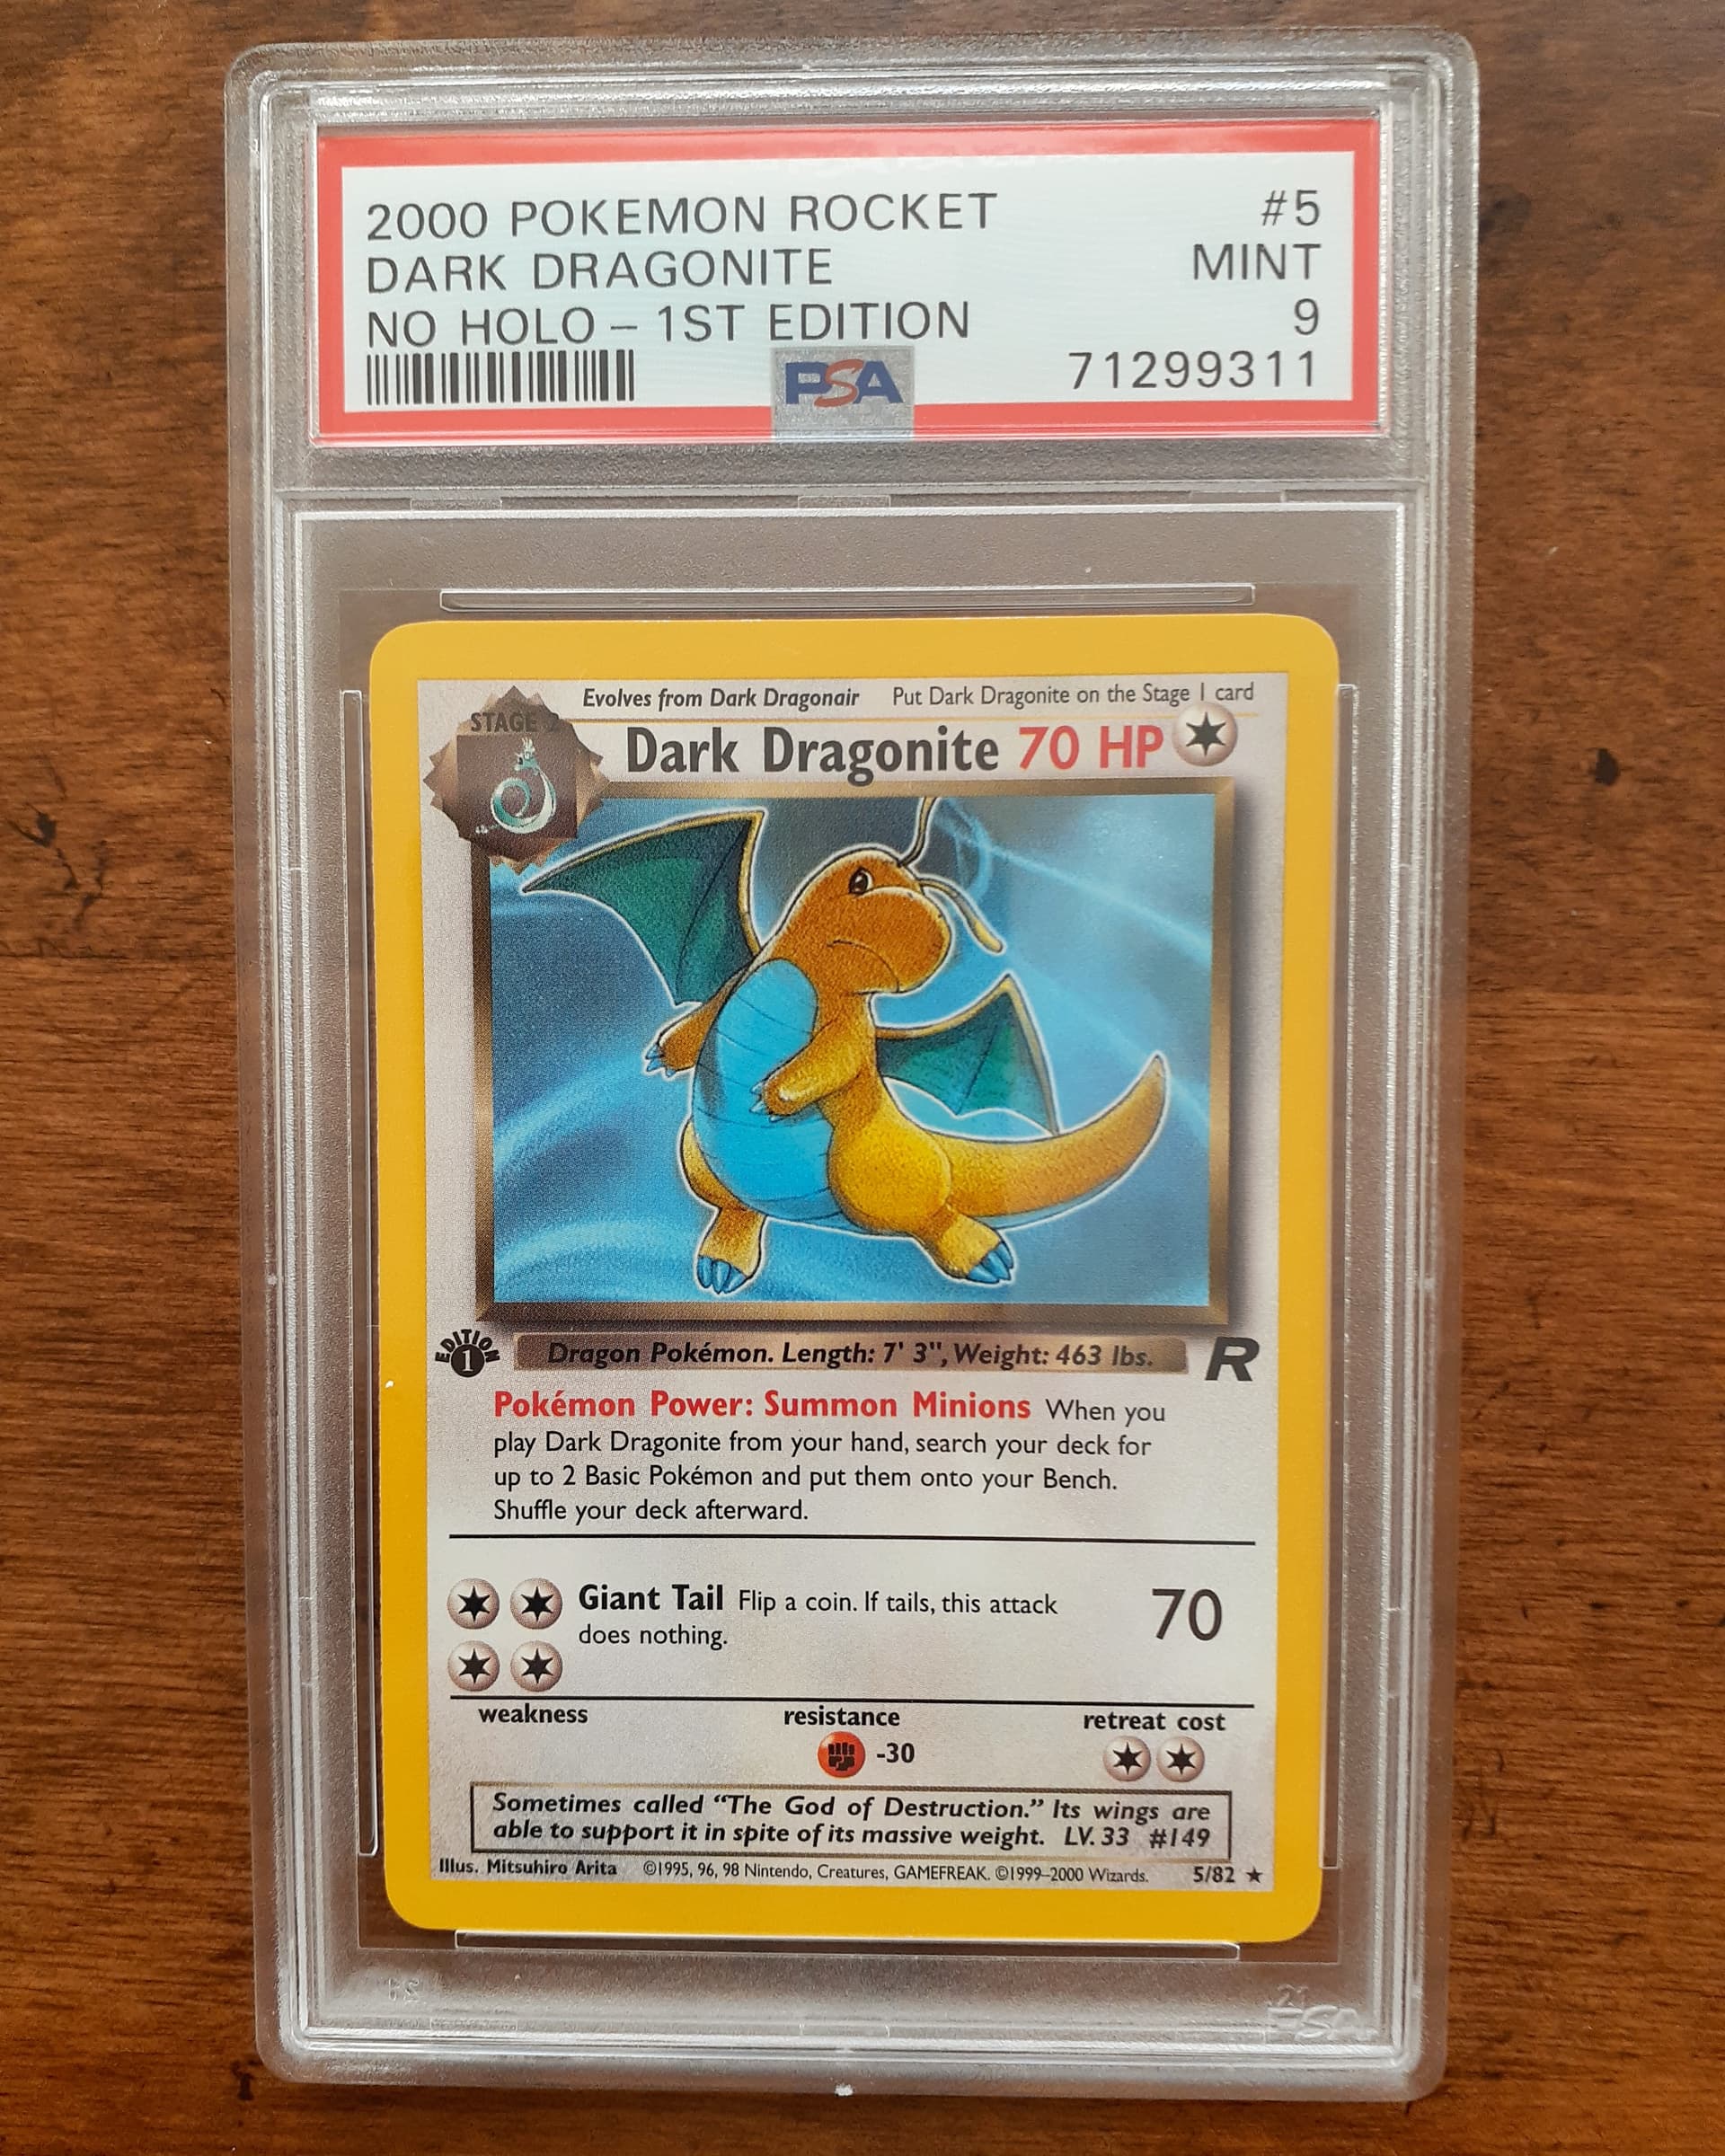 2000 POKEMON ROCKET #5
DARK DRAGONITE MINT
NO HOLO – 1ST EDITION 9
PSA 71299311
Evolves from Dark Dragonair Put Dark Dragonite on the Stage 1 card
STAGE 2
Dark Dragonite 70 HP
EDITION
1
Dragon Pokémon. Length: 7' 3", Weight: 463 lbs.
R
Pokémon Power: Summon Minions When you
play Dark Dragonite from your hand, search your deck for
up to 2 Basic Pokémon and put them onto your Bench.
Shuffle your deck afterward.
Giant Tail Flip a coin. If tails, this attack 70
does nothing.
weakness resistance retreat cost
-30
Sometimes called “The God of Destruction.” Its wings are
able to support it in spite of its massive weight. LV. 33 #149
Illus. Mitsuhiro Arita ©1995, 96, 98 Nintendo, Creatures, GAMEFREAK. ©1999–2000 Wizards. 5/82 ★
21
PSA